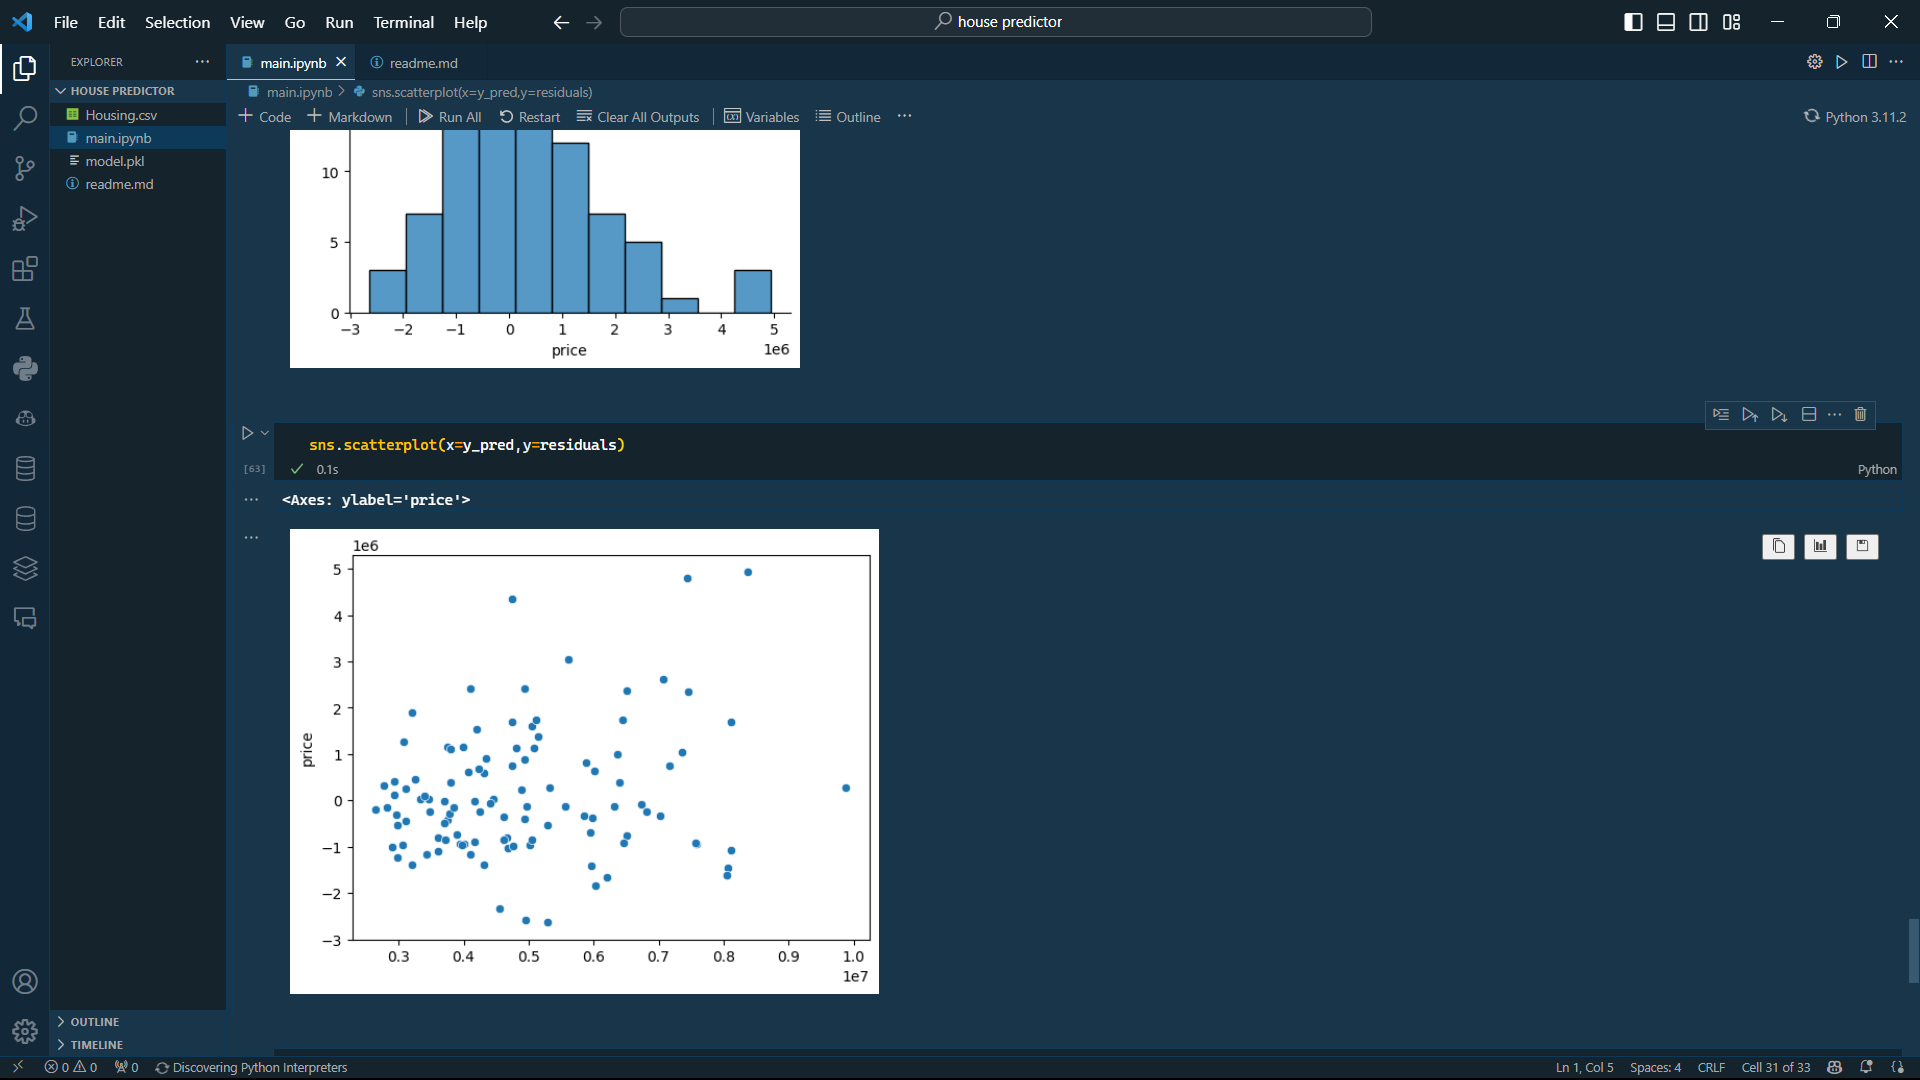 File Edit Selection View Go Run Terminal Help
house predictor
EXPLORER
HOUSE PREDICTOR
Housing.csv
main.ipynb
model.pkl
readme.md
OUTLINE
TIMELINE
main.ipynb readme.md
main.ipynb > sns.scatterplot(x=y_pred,y=residuals)
+ Code + Markdown | Run All Restart Clear All Outputs | Variables Outline ...
Python 3.11.2
10
5
0
−3 −2 −1 0 1 2 3 4 5
price
1e6
sns.scatterplot(x=y_pred,y=residuals)
[63] 0.1s
Python
<Axes: ylabel='price'>
1e6
5
4
3
2
1
0
−1
−2
−3
price
0.3 0.4 0.5 0.6 0.7 0.8 0.9 1.0
1e7
0 0 0 Discovering Python Interpreters
Ln 1, Col 5 Spaces: 4 CRLF Cell 31 of 33